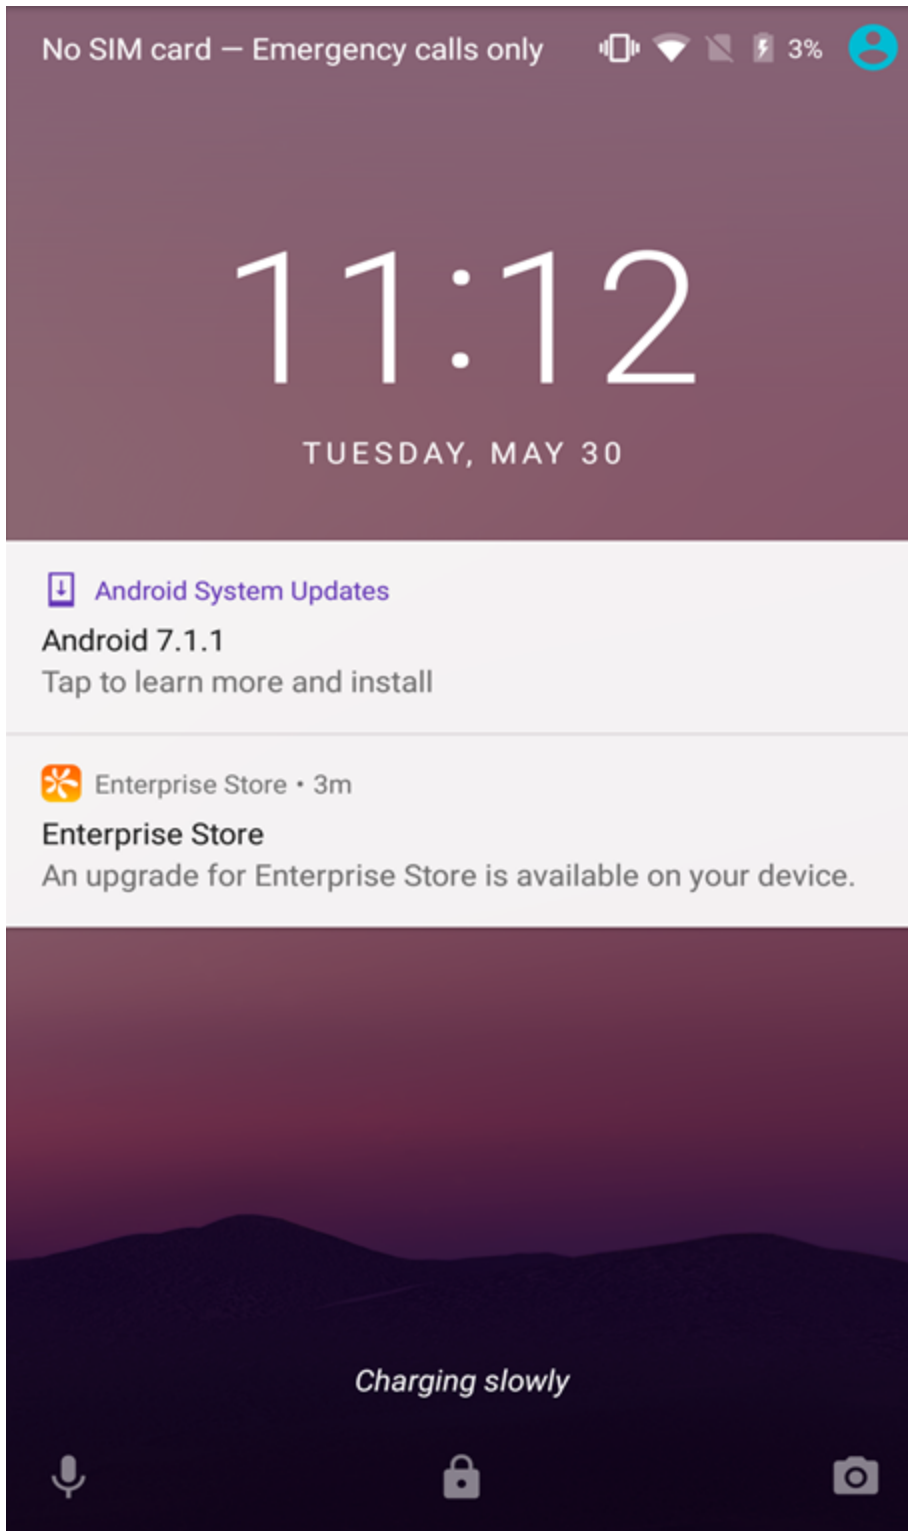 No SIM card — Emergency calls only 3%
11:12
TUESDAY, MAY 30
Android System Updates
Android 7.1.1
Tap to learn more and install
Enterprise Store • 3m
Enterprise Store
An upgrade for Enterprise Store is available on your device.
Charging slowly